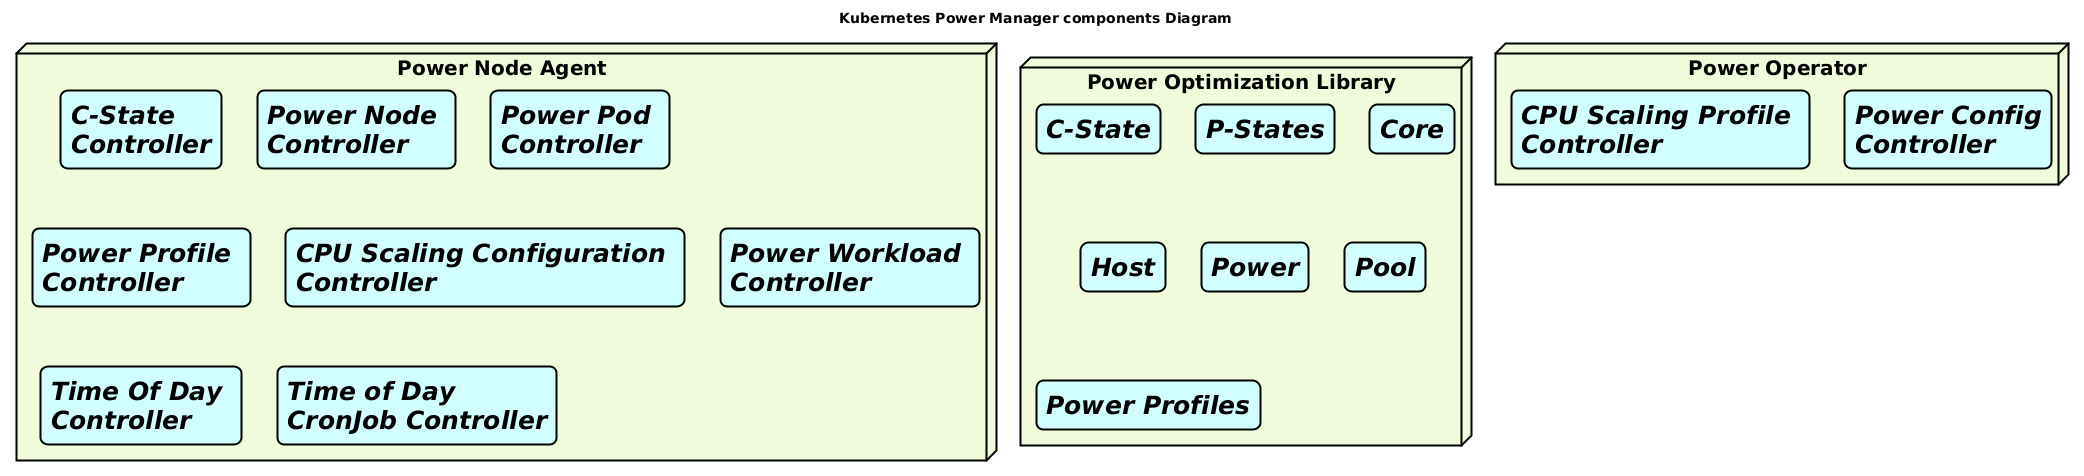 Kubernetes Power Manager components Diagram
Power Node Agent
C-State
Controller
Power Node
Controller
Power Pod
Controller
Power Profile
Controller
CPU Scaling Configuration
Controller
Power Workload
Controller
Time Of Day
Controller
Time of Day
CronJob Controller
Power Optimization Library
C-State
P-States
Core
Host
Power
Pool
Power Profiles
Power Operator
CPU Scaling Profile
Controller
Power Config
Controller